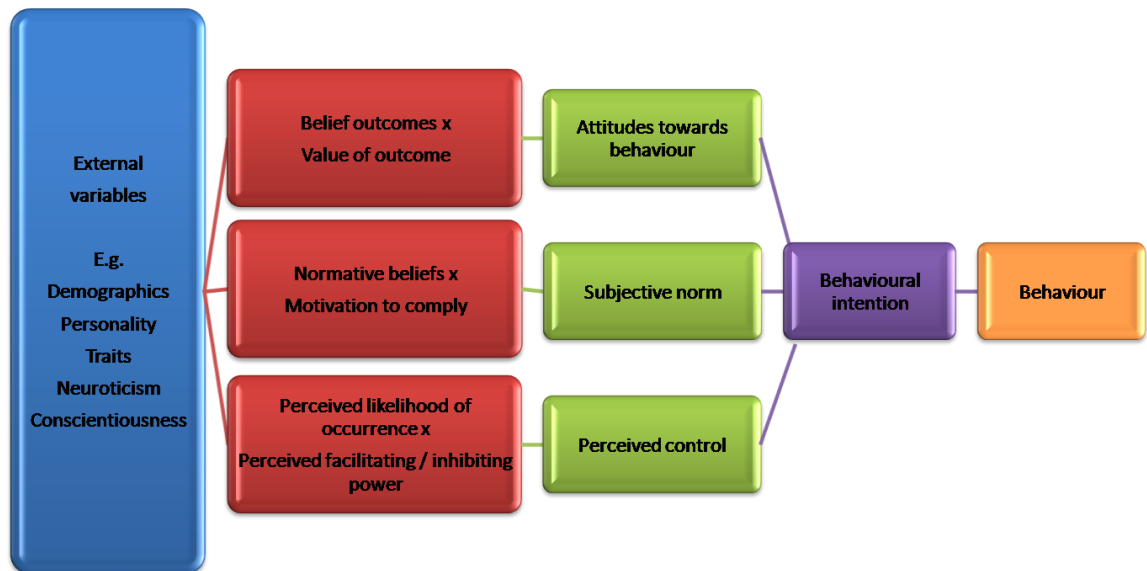 External
variables
E.g.
Demographics
Personality
Traits
Neuroticism
Conscientiousness
Belief outcomes x
Value of outcome
Normative beliefs x
Motivation to comply
Perceived likelihood of
occurrence x
Perceived facilitating / inhibiting
power
Attitudes towards
behaviour
Subjective norm
Perceived control
Behavioural
intention
Behaviour